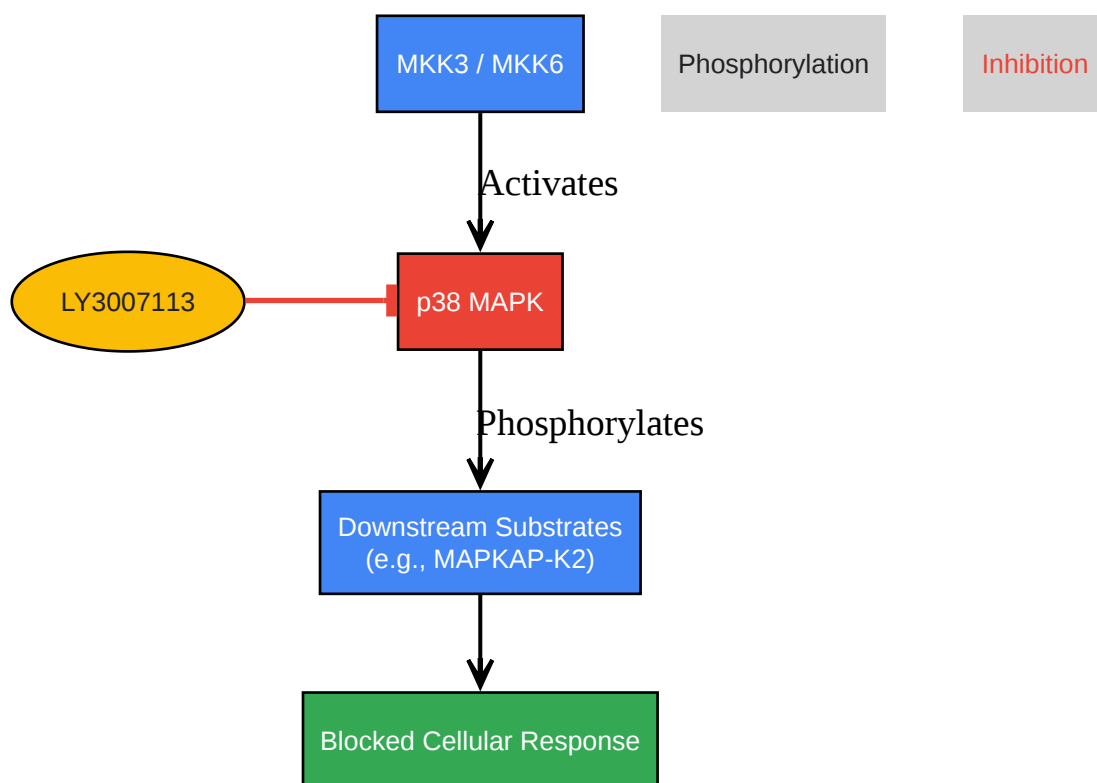 MKK3 / MKK6
Phosphorylation
Inhibition
Activates
LY3007113
p38 MAPK
Phosphorylates
Downstream Substrates
(e.g., MAPKAP-K2)
Blocked Cellular Response